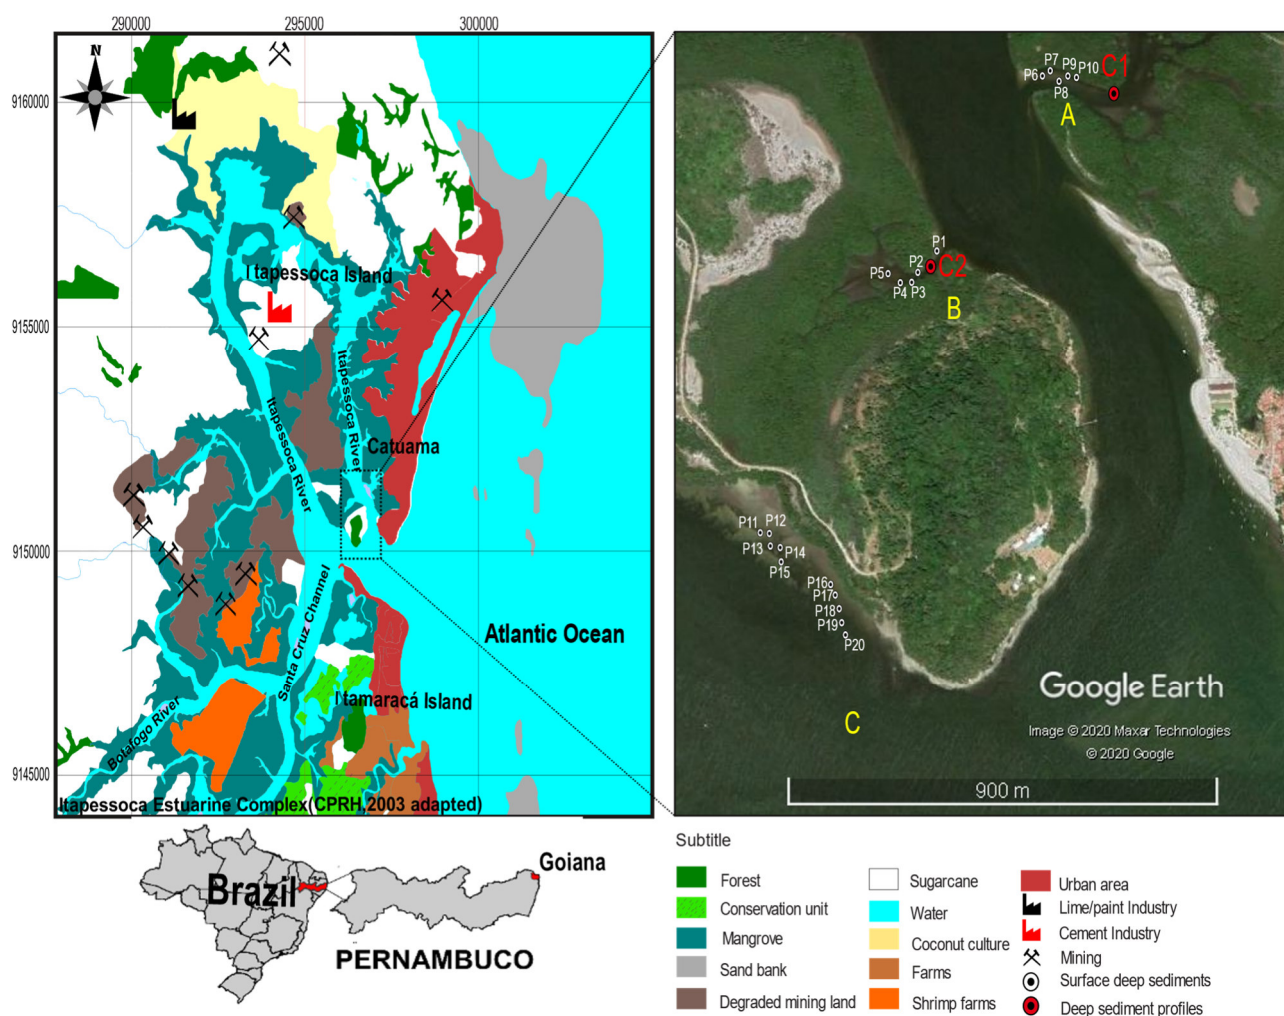 290000
295000
300000
N
9160000
9155000
9150000
9145000
I tapessoca Island
Itapessoca River
Itapessoca River
Catuama
Santa Cruz Channel
Atlantic Ocean
I tamaracá Island
Botafogo River
Itapessoca Estuarine Complex(CPRH,2003 adapted)
P7
P9
P6
P10
P8
C1
A
P1
P2
C2
P5
P4
P3
B
P11
P12
P13
P14
P15
P16
P17
P18
P19
P20
C
Google Earth
Image © 2020 Maxar Technologies
© 2020 Google
900 m
Brazil
Goiana
PERNAMBUCO
Subtitle
Forest
Conservation unit
Mangrove
Sand bank
Degraded mining land
Sugarcane
Water
Coconut culture
Farms
Shrimp farms
Urban area
Lime/paint Industry
Cement Industry
Mining
Surface deep sediments
Deep sediment profiles